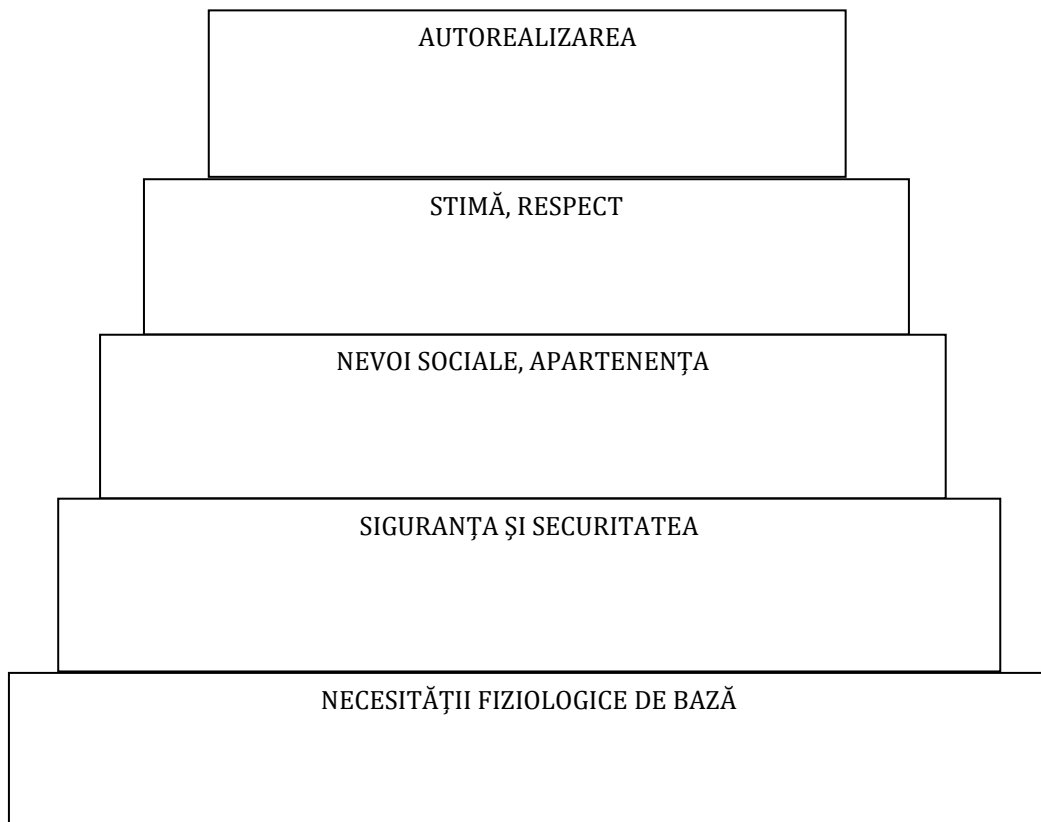 AUTOREALIZAREA
STIMĂ, RESPECT
NEVOI SOCIALE, APARTENENŢA
SIGURANŢA ŞI SECURITATEA
NECESITĂŢII FIZIOLOGICE DE BAZĂ